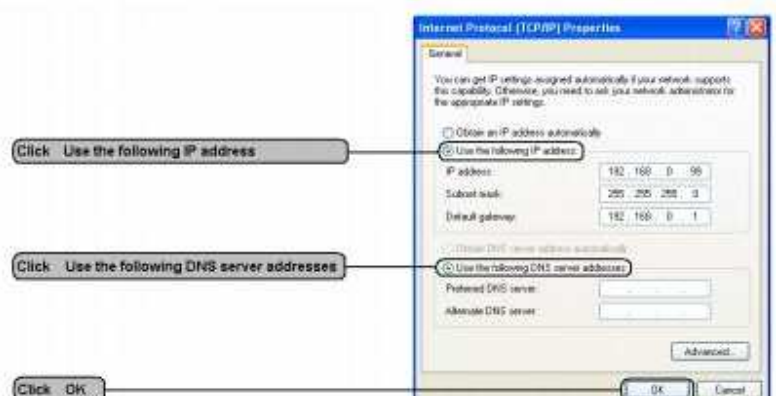 Internet Protocol (TCP/IP) Properties
General
You can get IP settings assigned automatically if your network supports
this capability. Otherwise, you need to ask your network administrator for
the appropriate IP settings.
Obtain an IP address automatically
Click Use the following IP address
Use the following IP address:
IP address: 192 . 168 . 0 .
Subnet mask: 255 . 255 . 255 . 0
Default gateway: 192 . 168 . 0 . 1
Obtain DNS server address automatically
Click Use the following DNS server addresses
Use the following DNS server addresses:
Preferred DNS server:
Alternate DNS server:
Advanced...
Click OK
OK
Cancel